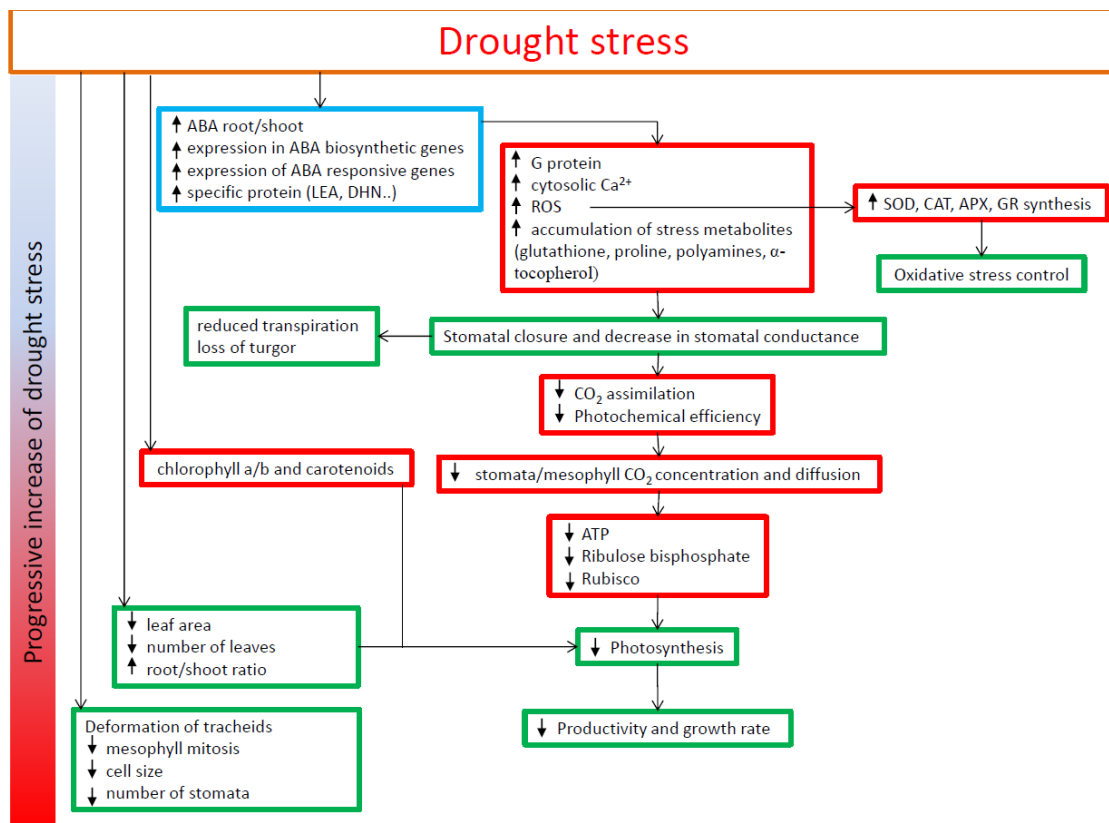 Drought stress
Progressive increase of drought stress
↑ ABA root/shoot
↑ expression in ABA biosynthetic genes
↑ expression of ABA responsive genes
↑ specific protein (LEA, DHN..)
↑ G protein
↑ cytosolic Ca²⁺
↑ ROS
↑ accumulation of stress metabolites
(glutathione, proline, polyamines, α-
tocopherol)
↑ SOD, CAT, APX, GR synthesis
Oxidative stress control
reduced transpiration
loss of turgor
Stomatal closure and decrease in stomatal conductance
↓ CO₂ assimilation
↓ Photochemical efficiency
chlorophyll a/b and carotenoids
↓ stomata/mesophyll CO₂ concentration and diffusion
↓ ATP
↓ Ribulose bisphosphate
↓ Rubisco
↓ leaf area
↓ number of leaves
↑ root/shoot ratio
↓ Photosynthesis
Deformation of tracheids
↓ mesophyll mitosis
↓ cell size
↓ number of stomata
↓ Productivity and growth rate